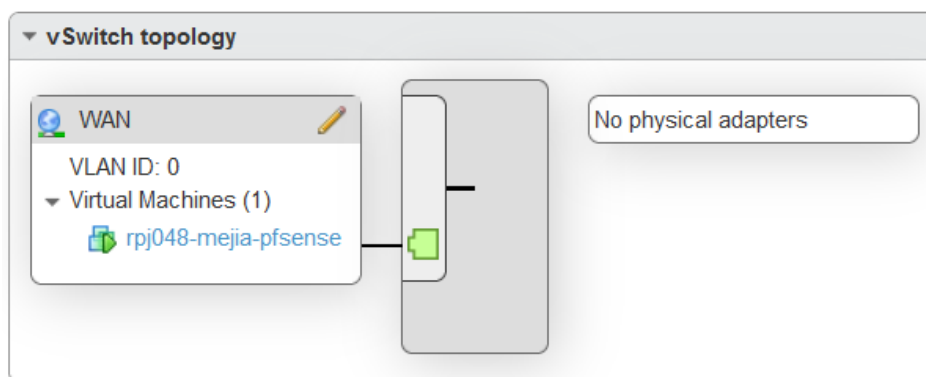 vSwitch topology
WAN
VLAN ID: 0
Virtual Machines (1)
rpj048-mejia-pfsense
No physical adapters